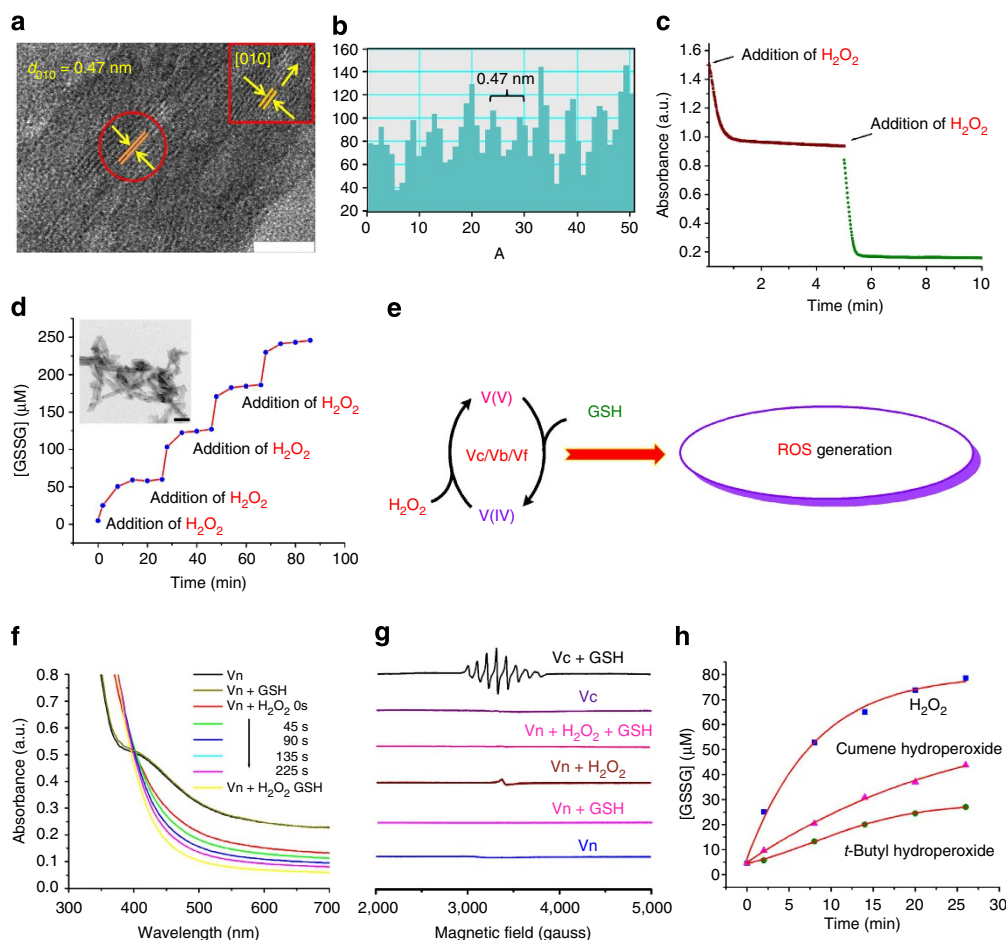 a
d010 = 0.47 nm
[010]
b
160
140
120
100
80
60
40
20
0.47 nm
0 10 20 30 40 50
A
c
1.6
1.4
1.2
1.0
0.8
0.6
0.4
0.2
Absorbance (a.u.)
Addition of H2O2
Addition of H2O2
2 4 6 8 10
Time (min)
d
250
200
150
100
50
0
[GSSG] (μM)
Addition of H2O2
Addition of H2O2
Addition of H2O2
Addition of H2O2
0 20 40 60 80 100
Time (min)
e
V(V)
GSH
Vc/Vb/Vf
H2O2
V(IV)
ROS generation
f
0.8
0.7
0.6
0.5
0.4
0.3
0.2
0.1
0.0
Absorbance (a.u.)
Vn
Vn + GSH
Vn + H2O2 0s
45 s
90 s
135 s
225 s
Vn + H2O2 GSH
300 400 500 600 700
Wavelength (nm)
g
Vc + GSH
Vc
Vn + H2O2 + GSH
Vn + H2O2
Vn + GSH
Vn
2,000 3,000 4,000 5,000
Magnetic field (gauss)
h
80
70
60
50
40
30
20
10
0
[GSSG] (μM)
H2O2
Cumene hydroperoxide
t-Butyl hydroperoxide
0 5 10 15 20 25 30
Time (min)